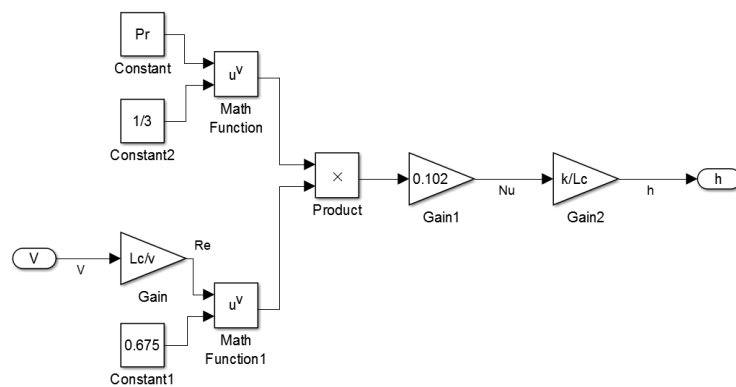 Pr
Constant
u^v
Math
Function
1/3
Constant2
×
Product
0.102
Gain1
Nu
k/Lc
Gain2
h
h
V
V
Lc/v
Gain
Re
u^v
Math
Function1
0.675
Constant1